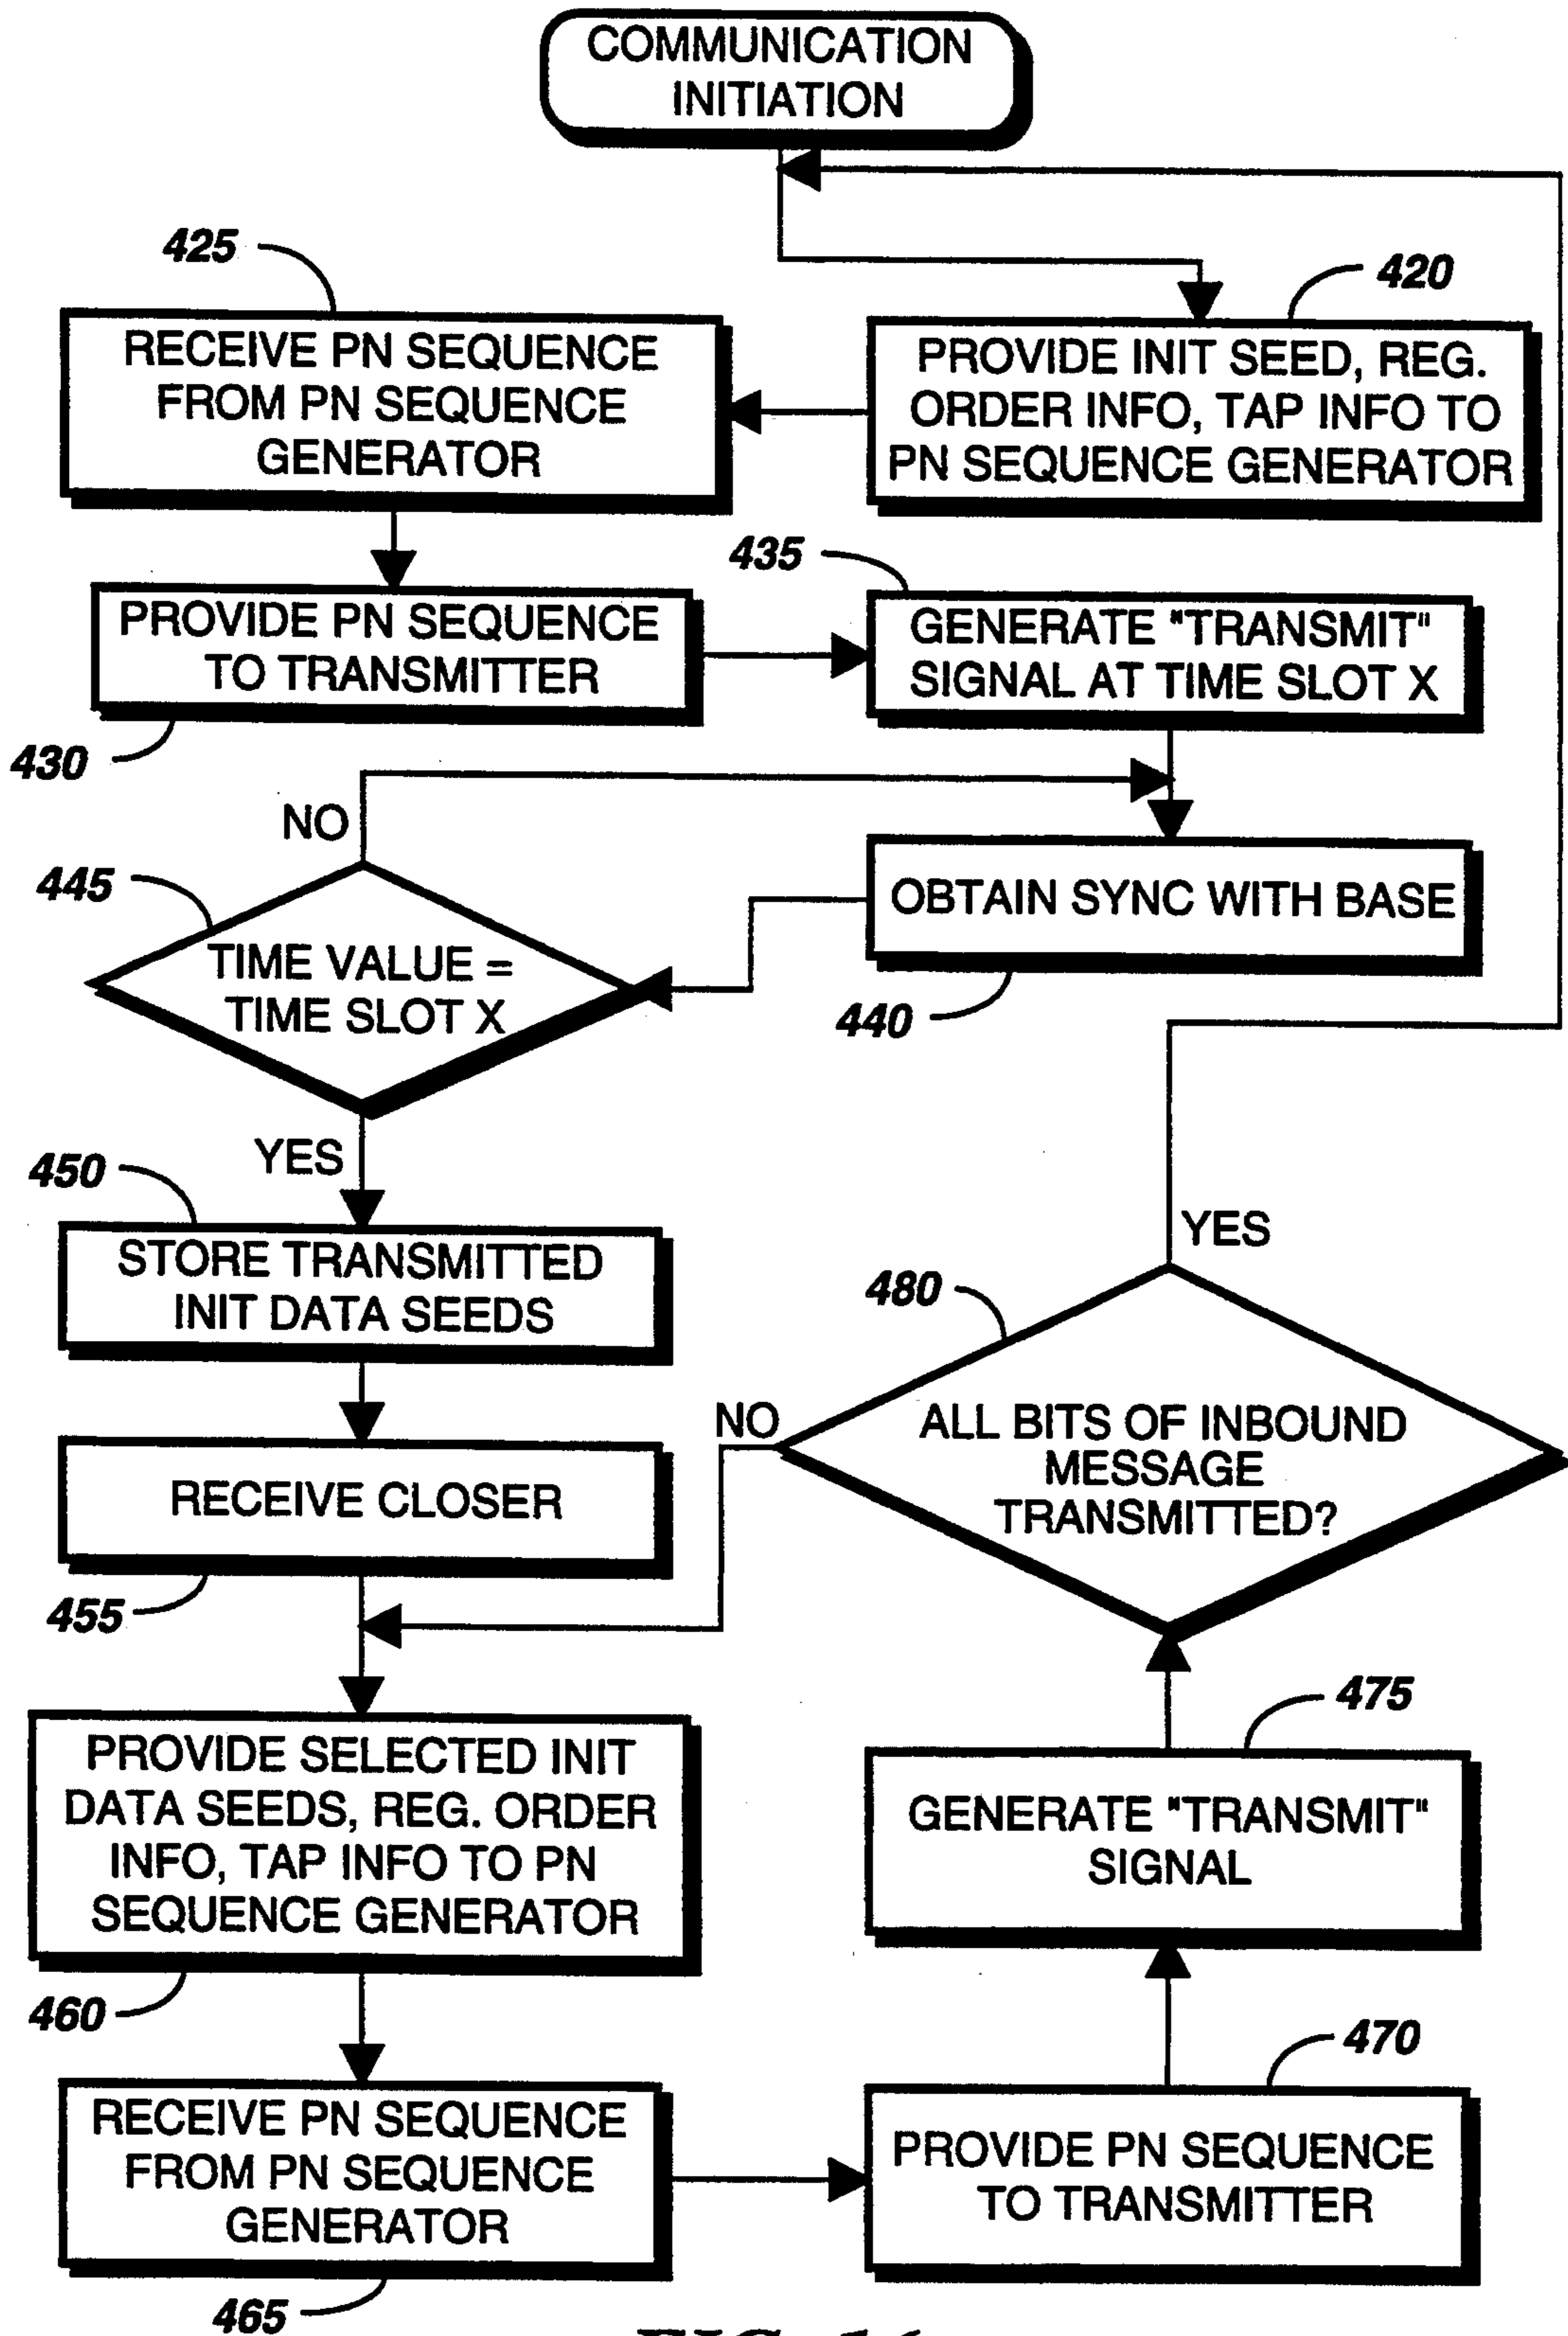 COMMUNICATION
INITIATION
425
420
RECEIVE PN SEQUENCE
FROM PN SEQUENCE
GENERATOR
PROVIDE INIT SEED, REG.
ORDER INFO, TAP INFO TO
PN SEQUENCE GENERATOR
435
PROVIDE PN SEQUENCE
TO TRANSMITTER
GENERATE "TRANSMIT"
SIGNAL AT TIME SLOT X
430
NO
445
OBTAIN SYNC WITH BASE
TIME VALUE =
TIME SLOT X
440
YES
450
STORE TRANSMITTED
INIT DATA SEEDS
YES
480
NO
ALL BITS OF INBOUND
MESSAGE
TRANSMITTED?
RECEIVE CLOSER
455
475
PROVIDE SELECTED INIT
DATA SEEDS, REG. ORDER
INFO, TAP INFO TO PN
SEQUENCE GENERATOR
GENERATE "TRANSMIT"
SIGNAL
460
470
RECEIVE PN SEQUENCE
FROM PN SEQUENCE
GENERATOR
PROVIDE PN SEQUENCE
TO TRANSMITTER
465